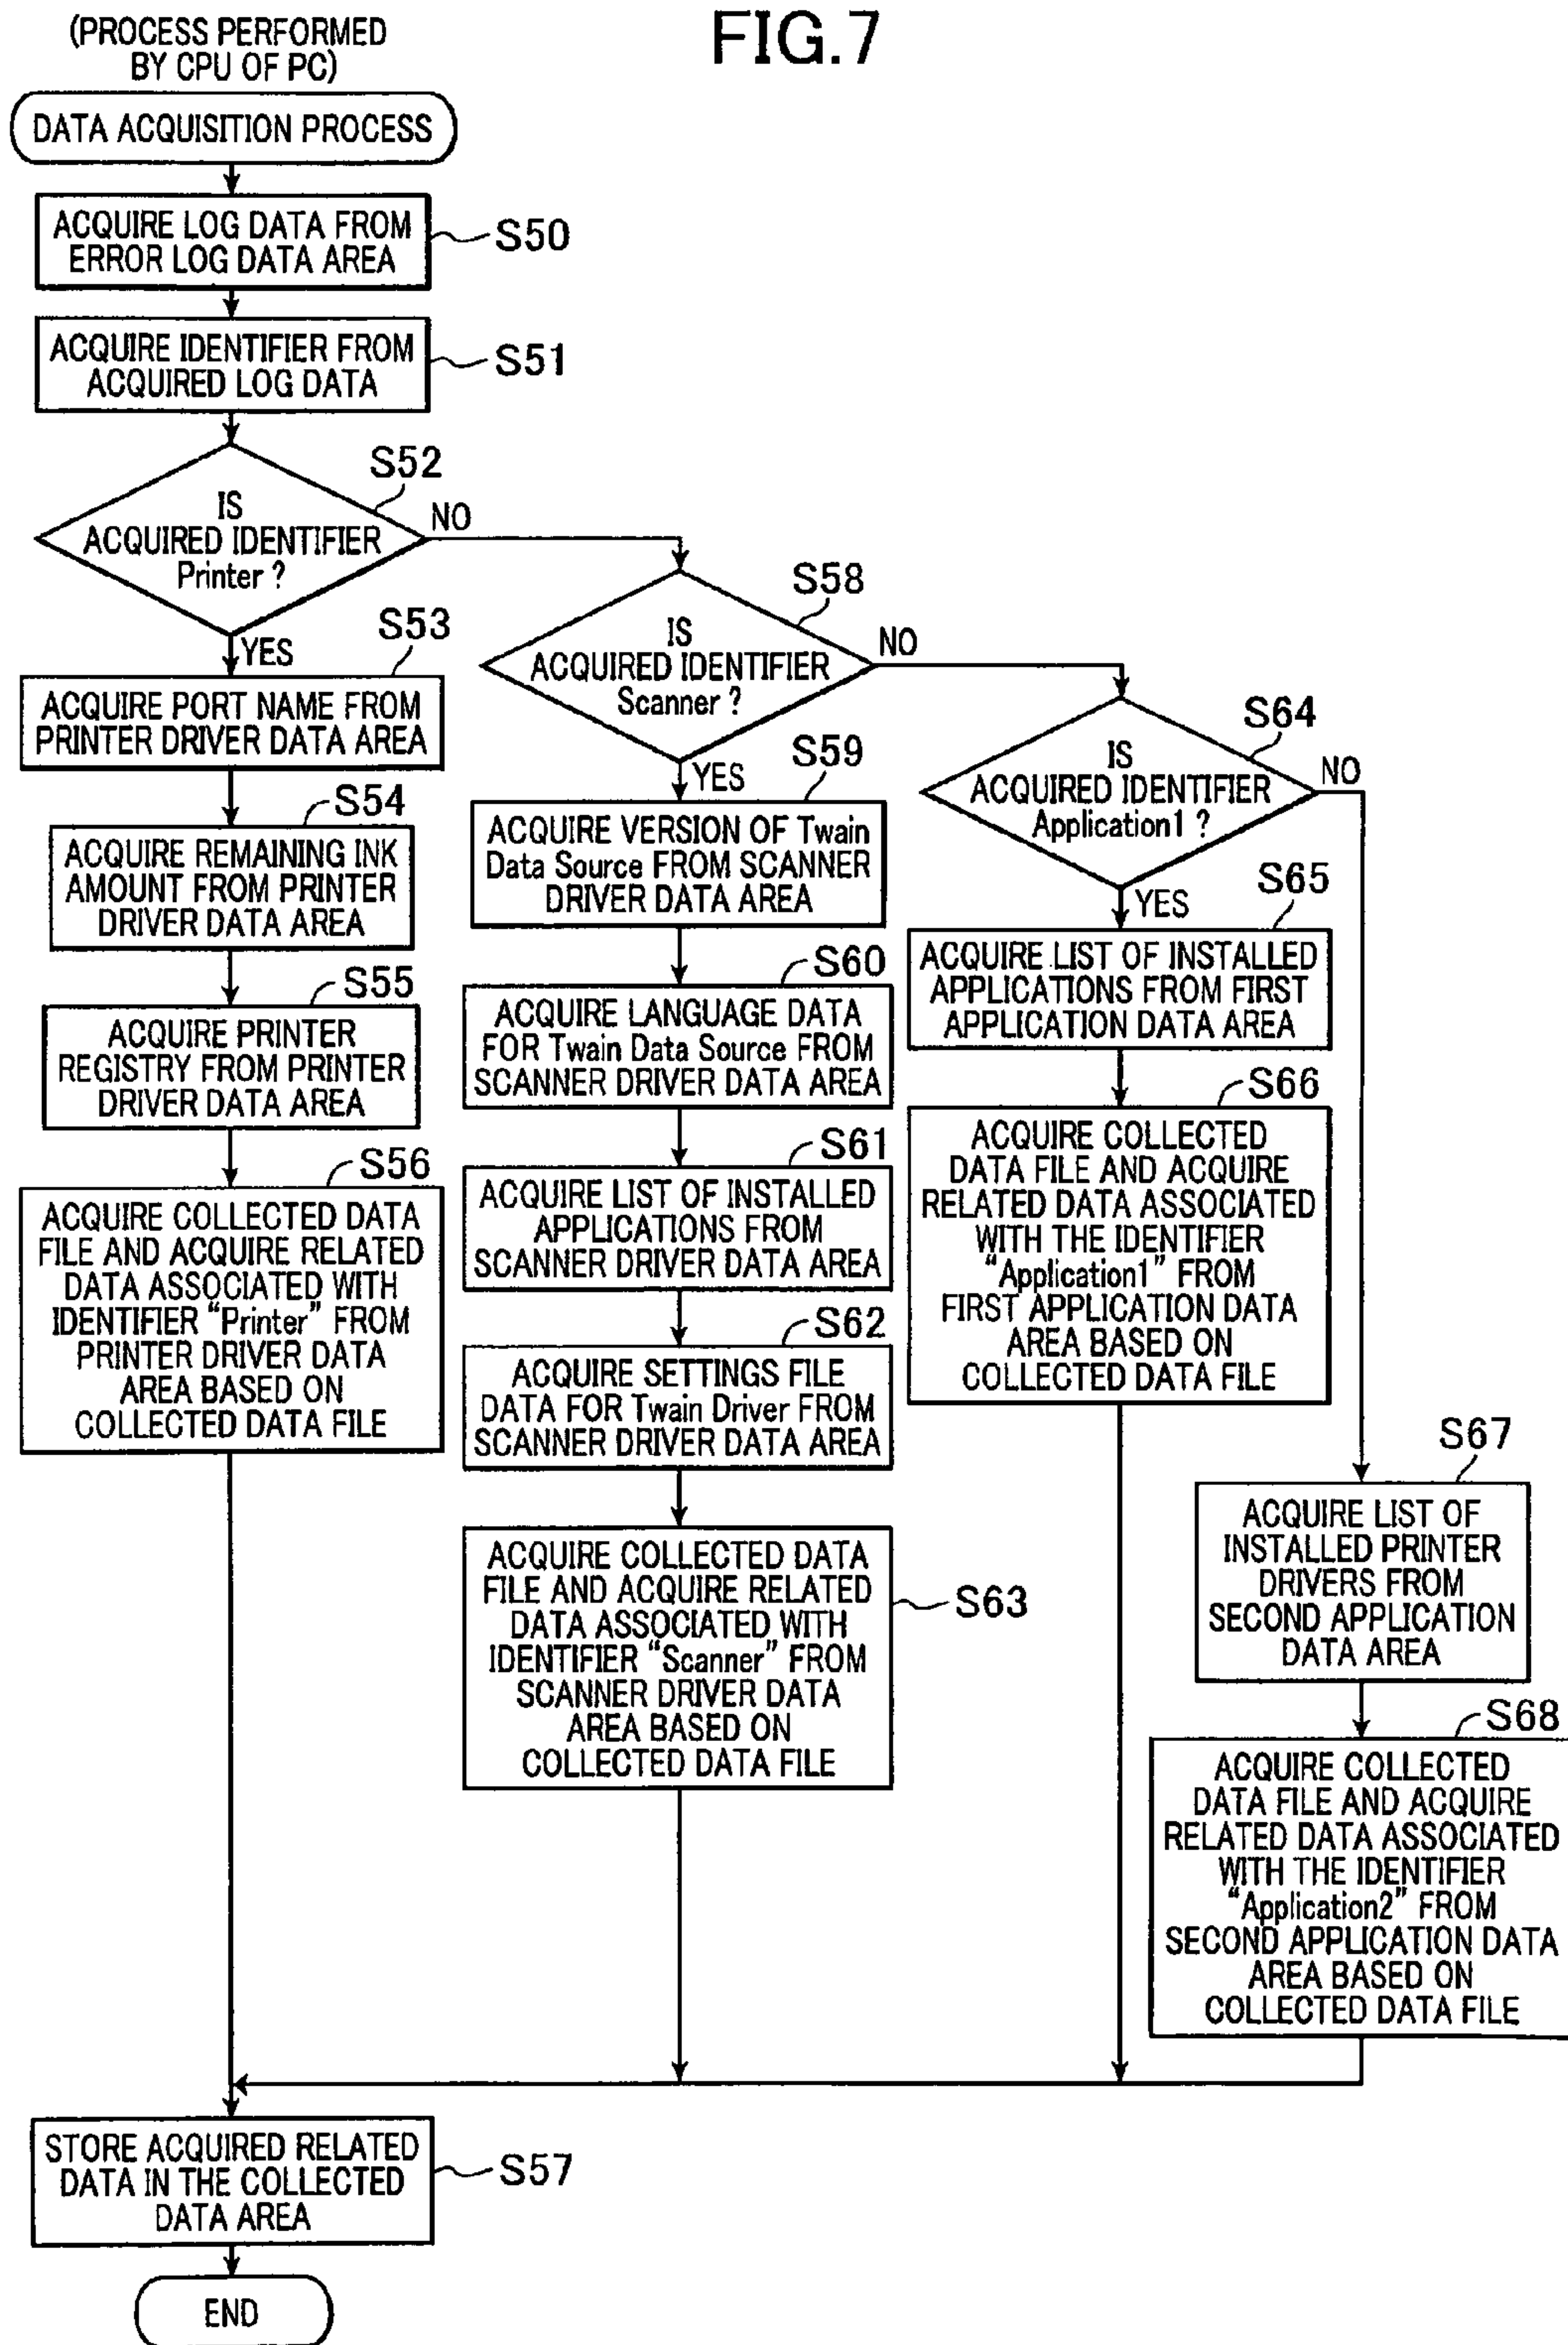 FIG.7
(PROCESS PERFORMED
BY CPU OF PC)
DATA ACQUISITION PROCESS
ACQUIRE LOG DATA FROM
ERROR LOG DATA AREA
S50
ACQUIRE IDENTIFIER FROM
ACQUIRED LOG DATA
S51
S52
IS
ACQUIRED IDENTIFIER
Printer ?
NO
YES
S53
ACQUIRE PORT NAME FROM
PRINTER DRIVER DATA AREA
S54
ACQUIRE REMAINING INK
AMOUNT FROM PRINTER
DRIVER DATA AREA
S55
ACQUIRE PRINTER
REGISTRY FROM PRINTER
DRIVER DATA AREA
S56
ACQUIRE COLLECTED DATA
FILE AND ACQUIRE RELATED
DATA ASSOCIATED WITH
IDENTIFIER “Printer” FROM
PRINTER DRIVER DATA
AREA BASED ON
COLLECTED DATA FILE
S58
IS
ACQUIRED IDENTIFIER
Scanner ?
NO
YES
S59
ACQUIRE VERSION OF Twain
Data Source FROM SCANNER
DRIVER DATA AREA
S60
ACQUIRE LANGUAGE DATA
FOR Twain Data Source FROM
SCANNER DRIVER DATA AREA
S61
ACQUIRE LIST OF INSTALLED
APPLICATIONS FROM
SCANNER DRIVER DATA AREA
S62
ACQUIRE SETTINGS FILE
DATA FOR Twain Driver FROM
SCANNER DRIVER DATA AREA
ACQUIRE COLLECTED DATA
FILE AND ACQUIRE RELATED
DATA ASSOCIATED WITH
IDENTIFIER “Scanner” FROM
SCANNER DRIVER DATA
AREA BASED ON
COLLECTED DATA FILE
S63
S64
IS
ACQUIRED IDENTIFIER
Application1 ?
NO
YES
S65
ACQUIRE LIST OF INSTALLED
APPLICATIONS FROM FIRST
APPLICATION DATA AREA
S66
ACQUIRE COLLECTED
DATA FILE AND ACQUIRE
RELATED DATA ASSOCIATED
WITH THE IDENTIFIER
“Application1” FROM
FIRST APPLICATION DATA
AREA BASED ON
COLLECTED DATA FILE
S67
ACQUIRE LIST OF
INSTALLED PRINTER
DRIVERS FROM
SECOND APPLICATION
DATA AREA
S68
ACQUIRE COLLECTED
DATA FILE AND ACQUIRE
RELATED DATA ASSOCIATED
WITH THE IDENTIFIER
“Application2” FROM
SECOND APPLICATION DATA
AREA BASED ON
COLLECTED DATA FILE
STORE ACQUIRED RELATED
DATA IN THE COLLECTED
DATA AREA
S57
END